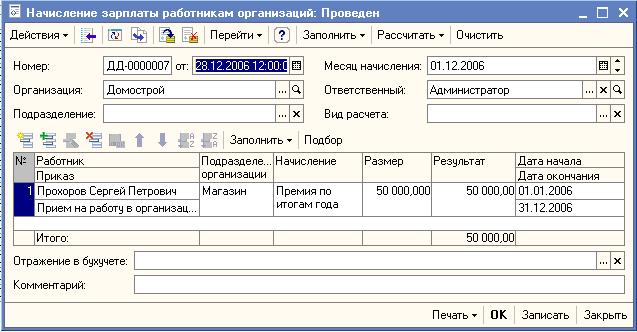 Начисление зарплаты работникам организаций: Проведен
Действия Перейти ? Заполнить Рассчитать Очистить
Номер: ДД-0000007 от: 28.12.2006 12:00:0 Месяц начисления: 01.12.2006
Организация: Домострой ... Ответственный: Администратор ...
Подразделение: ... Вид расчета: ...
Заполнить Подбор
№ Работник Подразделе... Начисление Размер Результат Дата начала
Приказ организации Дата окончания
1 Прохоров Сергей Петрович Магазин Премия по 50 000,000 50 000,00 01.01.2006
Прием на работу в организац... итогам года 31.12.2006
Итого: 50 000,00
Отражение в бухучете: ...
Комментарий:
Печать OK Записать Закрыть